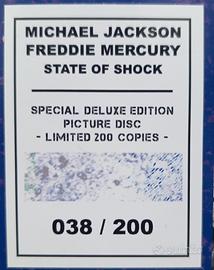 MICHAEL JACKSON
FREDDIE MERCURY
STATE OF SHOCK
SPECIAL DELUXE EDITION
PICTURE DISC
- LIMITED 200 COPIES -
038 / 200